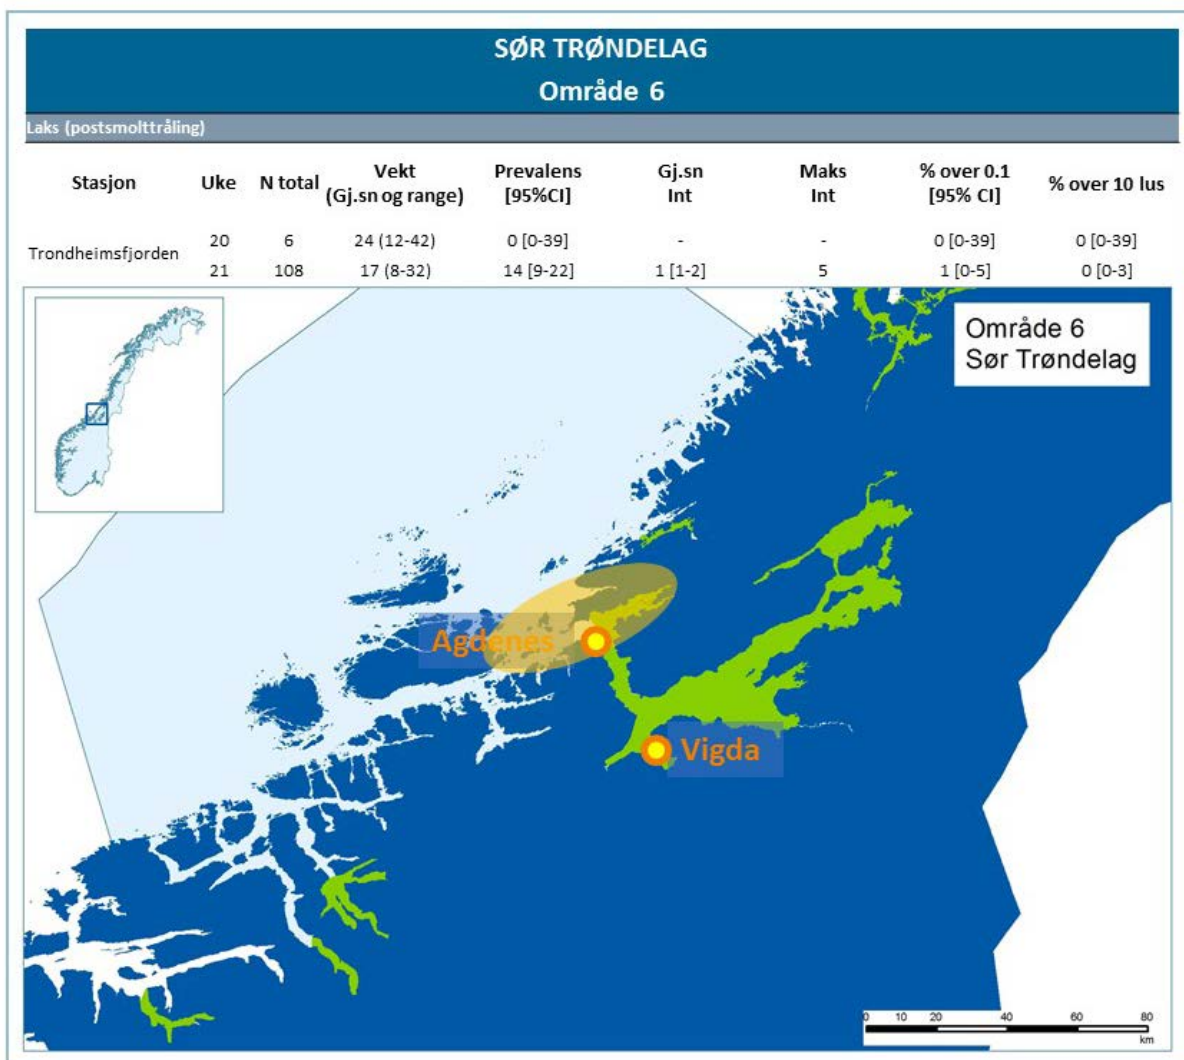 SØR TRØNDELAG
Område 6
Laks (postsmolttråling)
Stasjon Uke N total Vekt (Gj.sn og range) Prevalens [95%CI] Gj.sn Int Maks Int % over 0.1 [95% CI] % over 10 lus
Trondheimsfjorden 20 6 24 (12-42) 0 [0-39] - - 0 [0-39] 0 [0-39]
21 108 17 (8-32) 14 [9-22] 1 [1-2] 5 1 [0-5] 0 [0-3]
Område 6
Sør Trøndelag
Agdenes
Vigda
0 10 20 40 60 80
km